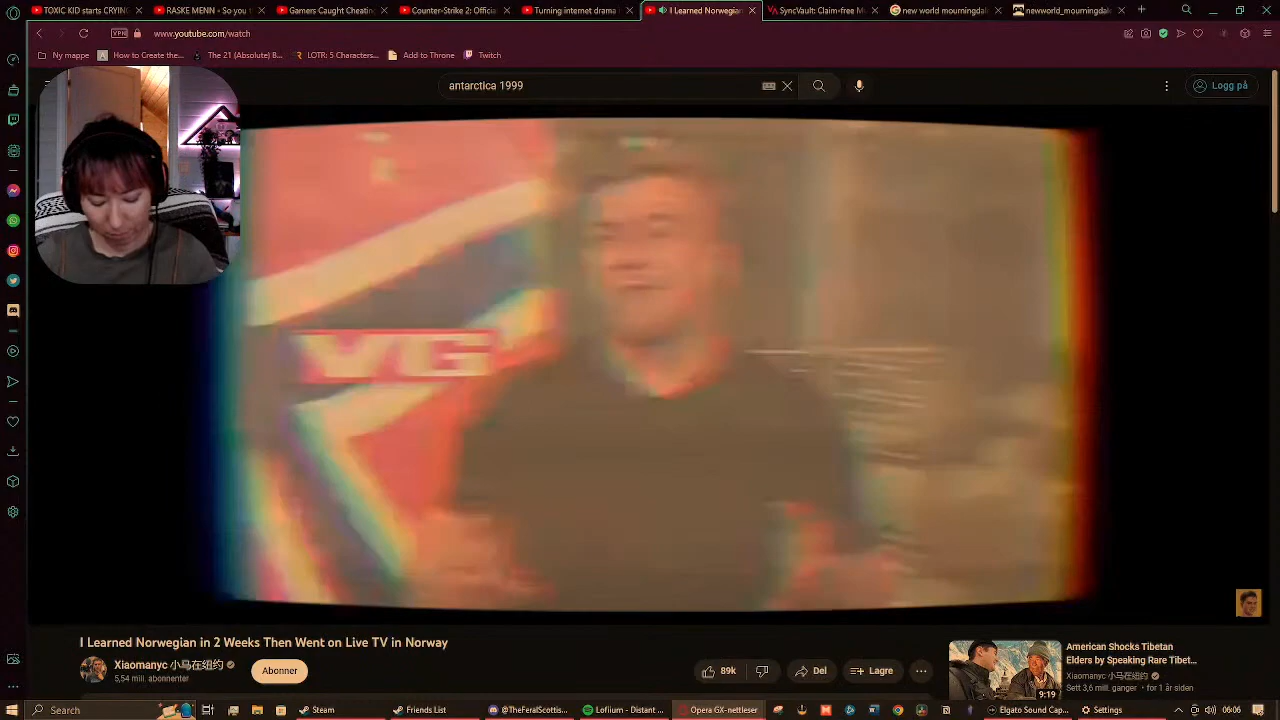 TOXIC KID starts CRYIN
RASKE MENN • So you t
Gamers Caught Cheatin
Counter-Strike 2: Offici
Turning internet drama i
I Learned Norwegian
SyncVault: Claim+free M
new world mourningdal
newworld_mourningdal
VPN www.youtube.com/watch
Ny mappe
How to Create the...
The 21 (Absolute) B...
LOTR: 5 Characters...
Add to Throne
Twitch
antarctica 1999
Logg på
VG
I Learned Norwegian in 2 Weeks Then Went on Live TV in Norway
Xiaomanyc 小马在纽约
5,54 mill. abonnenter
Abonner
89k
Del
Lagre
American Shocks Tibetan
Elders by Speaking Rare Tibet...
Xiaomanyc 小马在纽约
Sett 3,6 mill. ganger • for 1 år siden
9:19
Search
Steam
Friends List
@TheFeralScottis...
Lofiium - Distant ...
Opera GX-nettleser
Elgato Sound Cap...
Settings
06:06